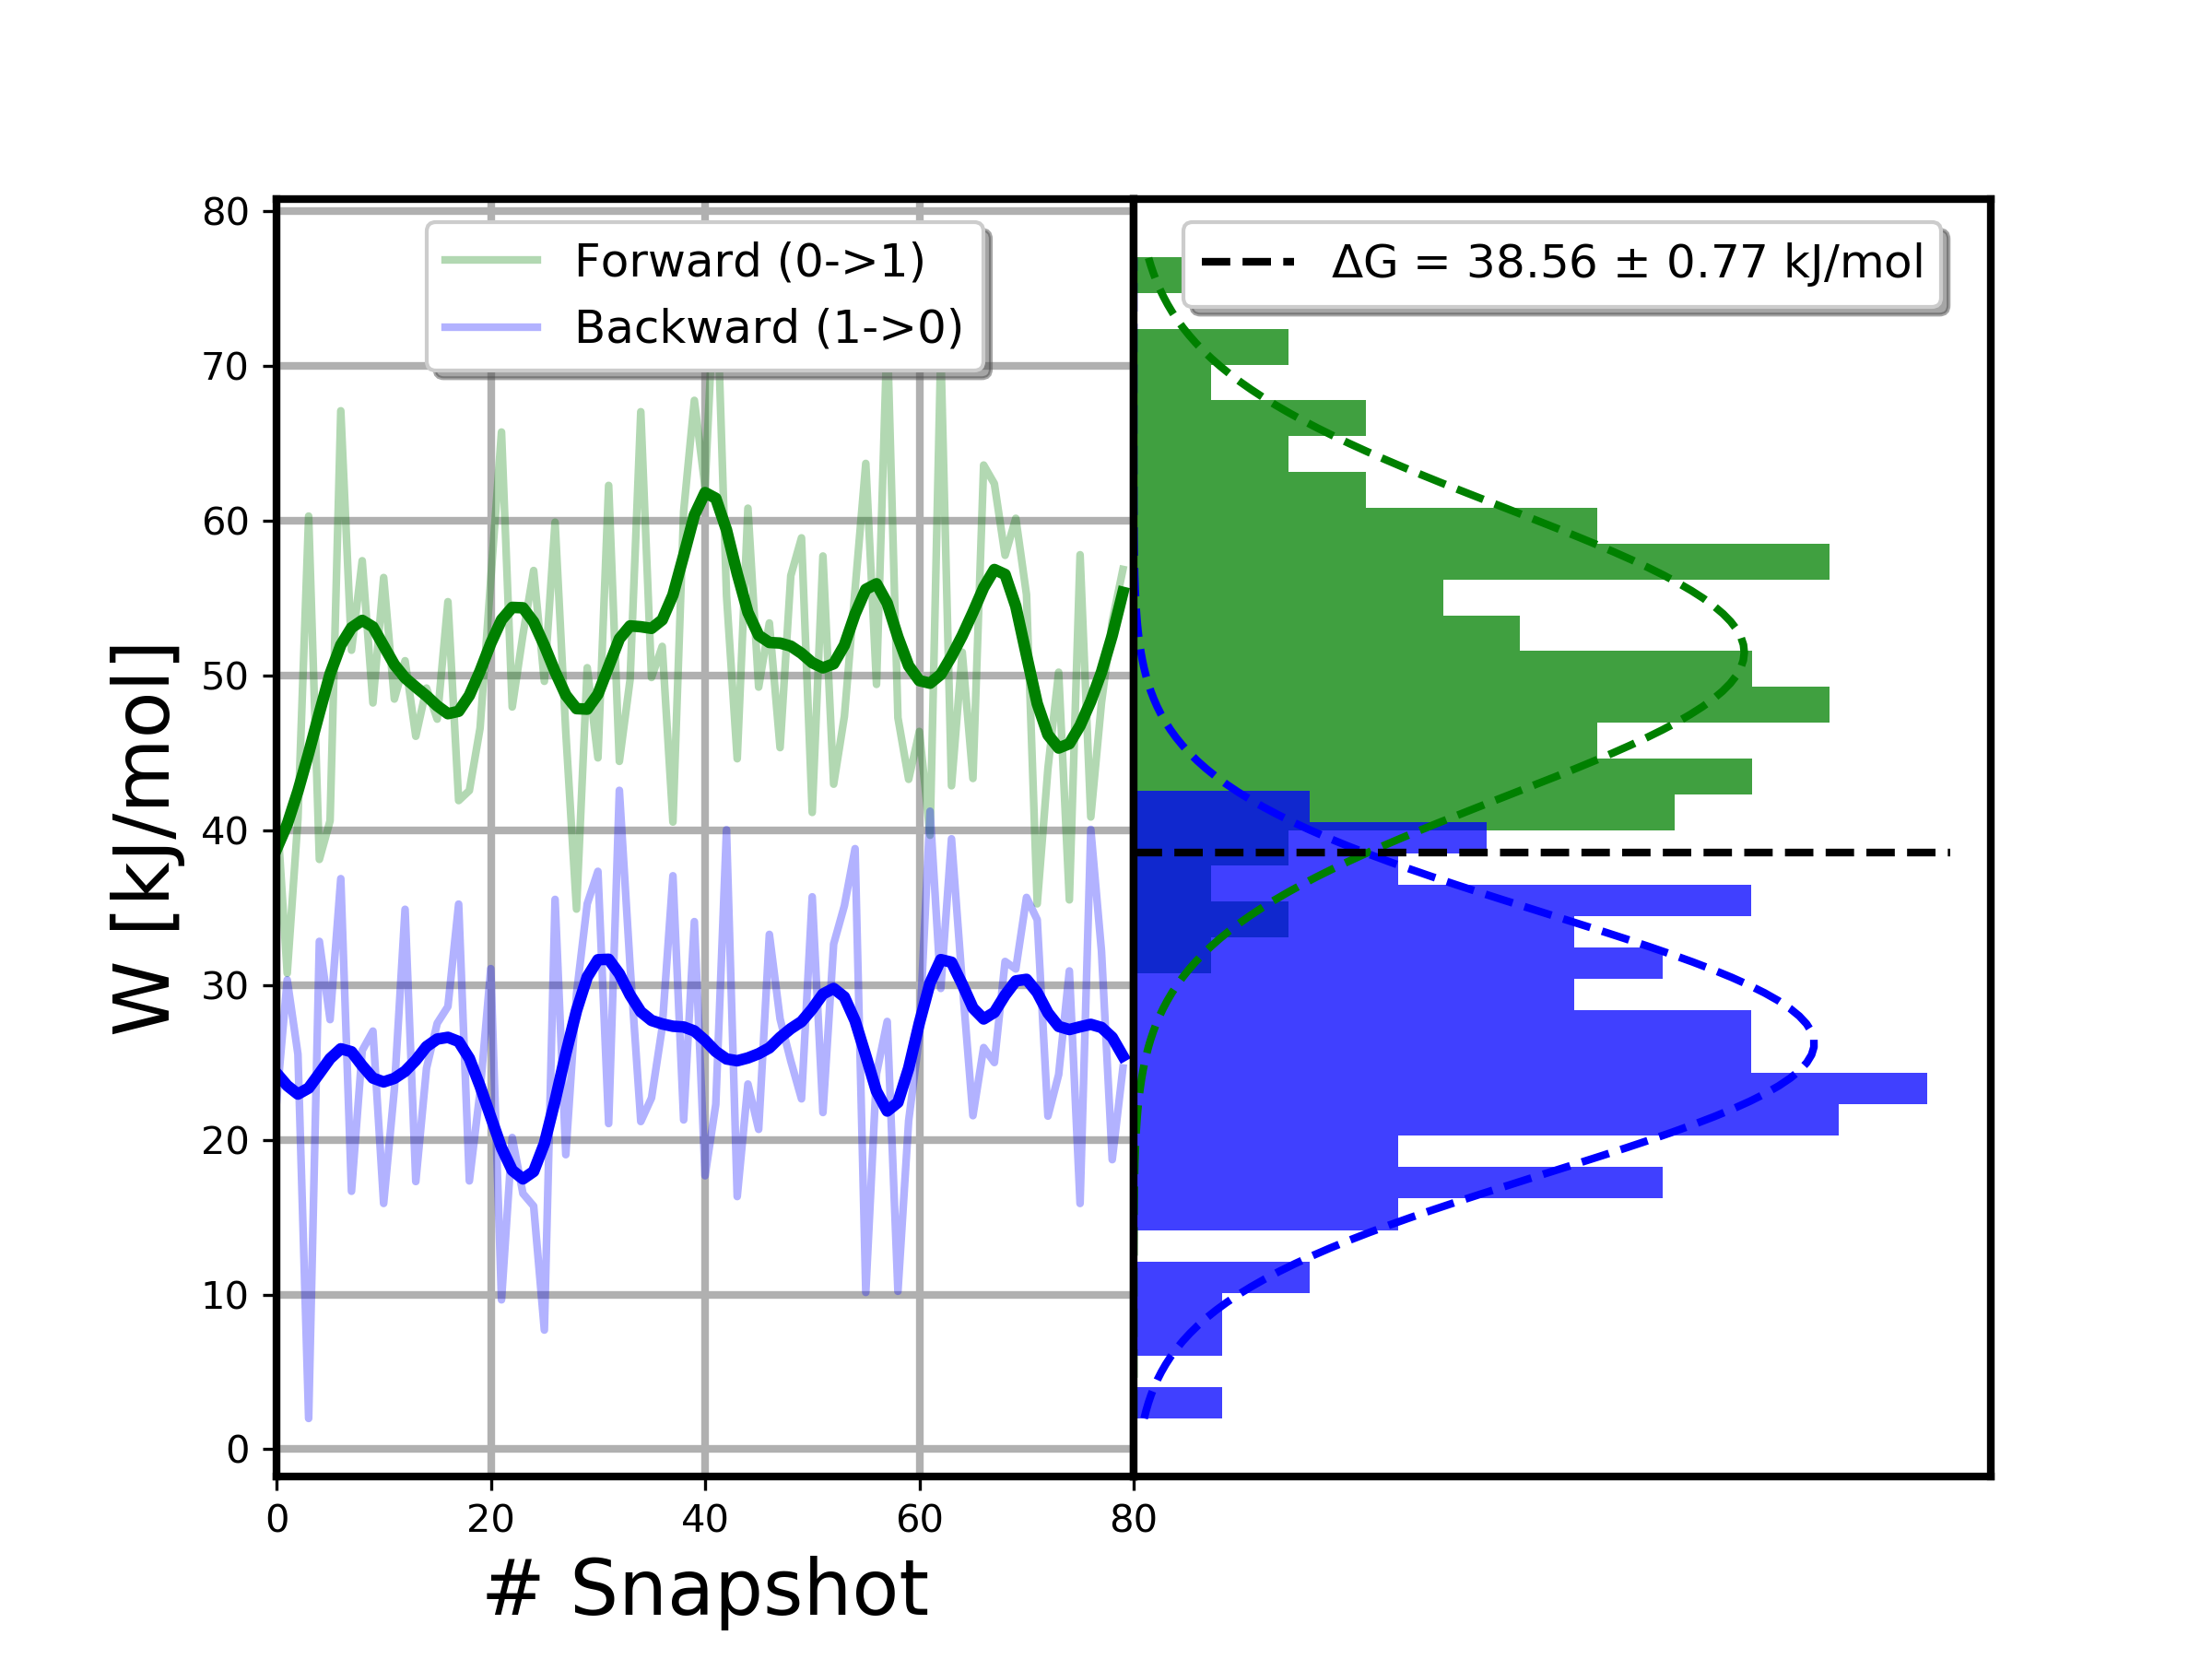 80
70
60
50
40
30
20
10
0
W [kJ/mol]
Forward (0->1)
Backward (1->0)
ΔG = 38.56 ± 0.77 kJ/mol
0 20 40 60 80
# Snapshot